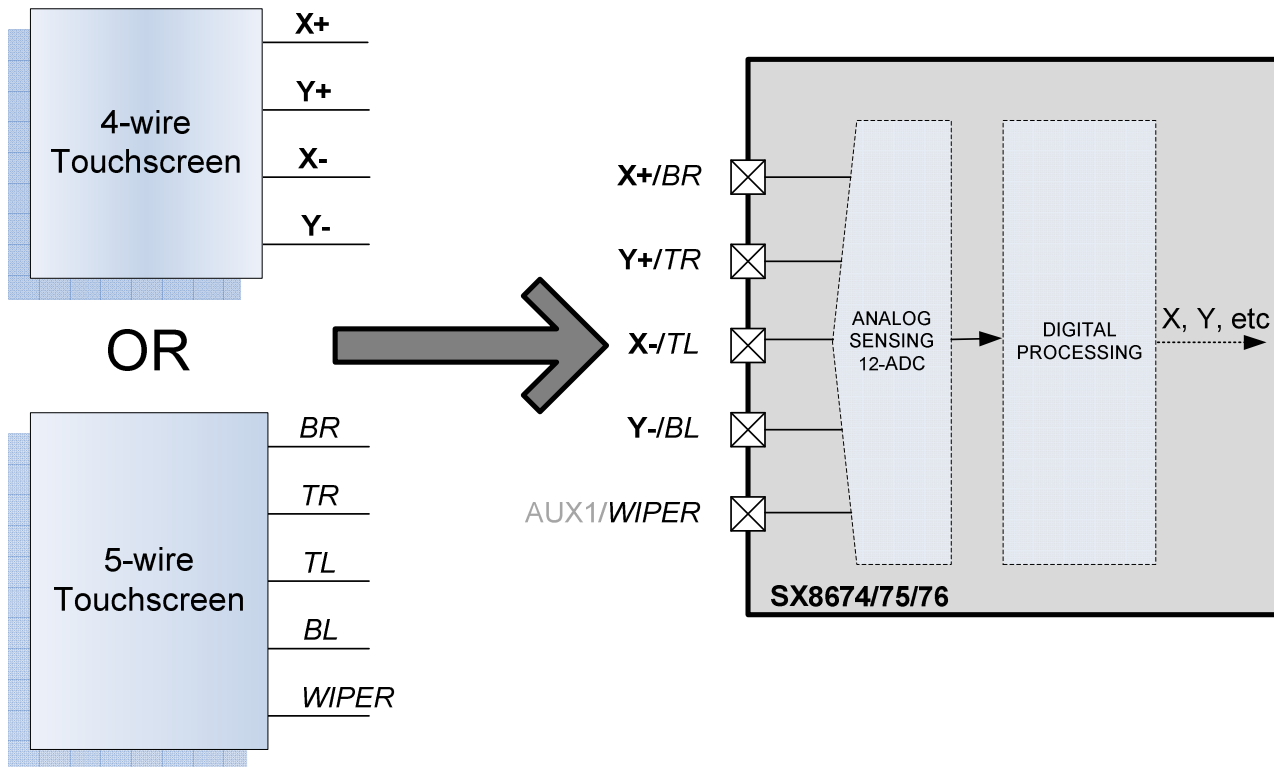 X+
Y+
X-
Y-
4-wire
Touchscreen
OR
BR
TR
TL
BL
WIPER
5-wire
Touchscreen
X+/BR
Y+/TR
X-/TL
Y-/BL
AUX1/WIPER
ANALOG
SENSING
12-ADC
DIGITAL
PROCESSING
X, Y, etc
SX8674/75/76